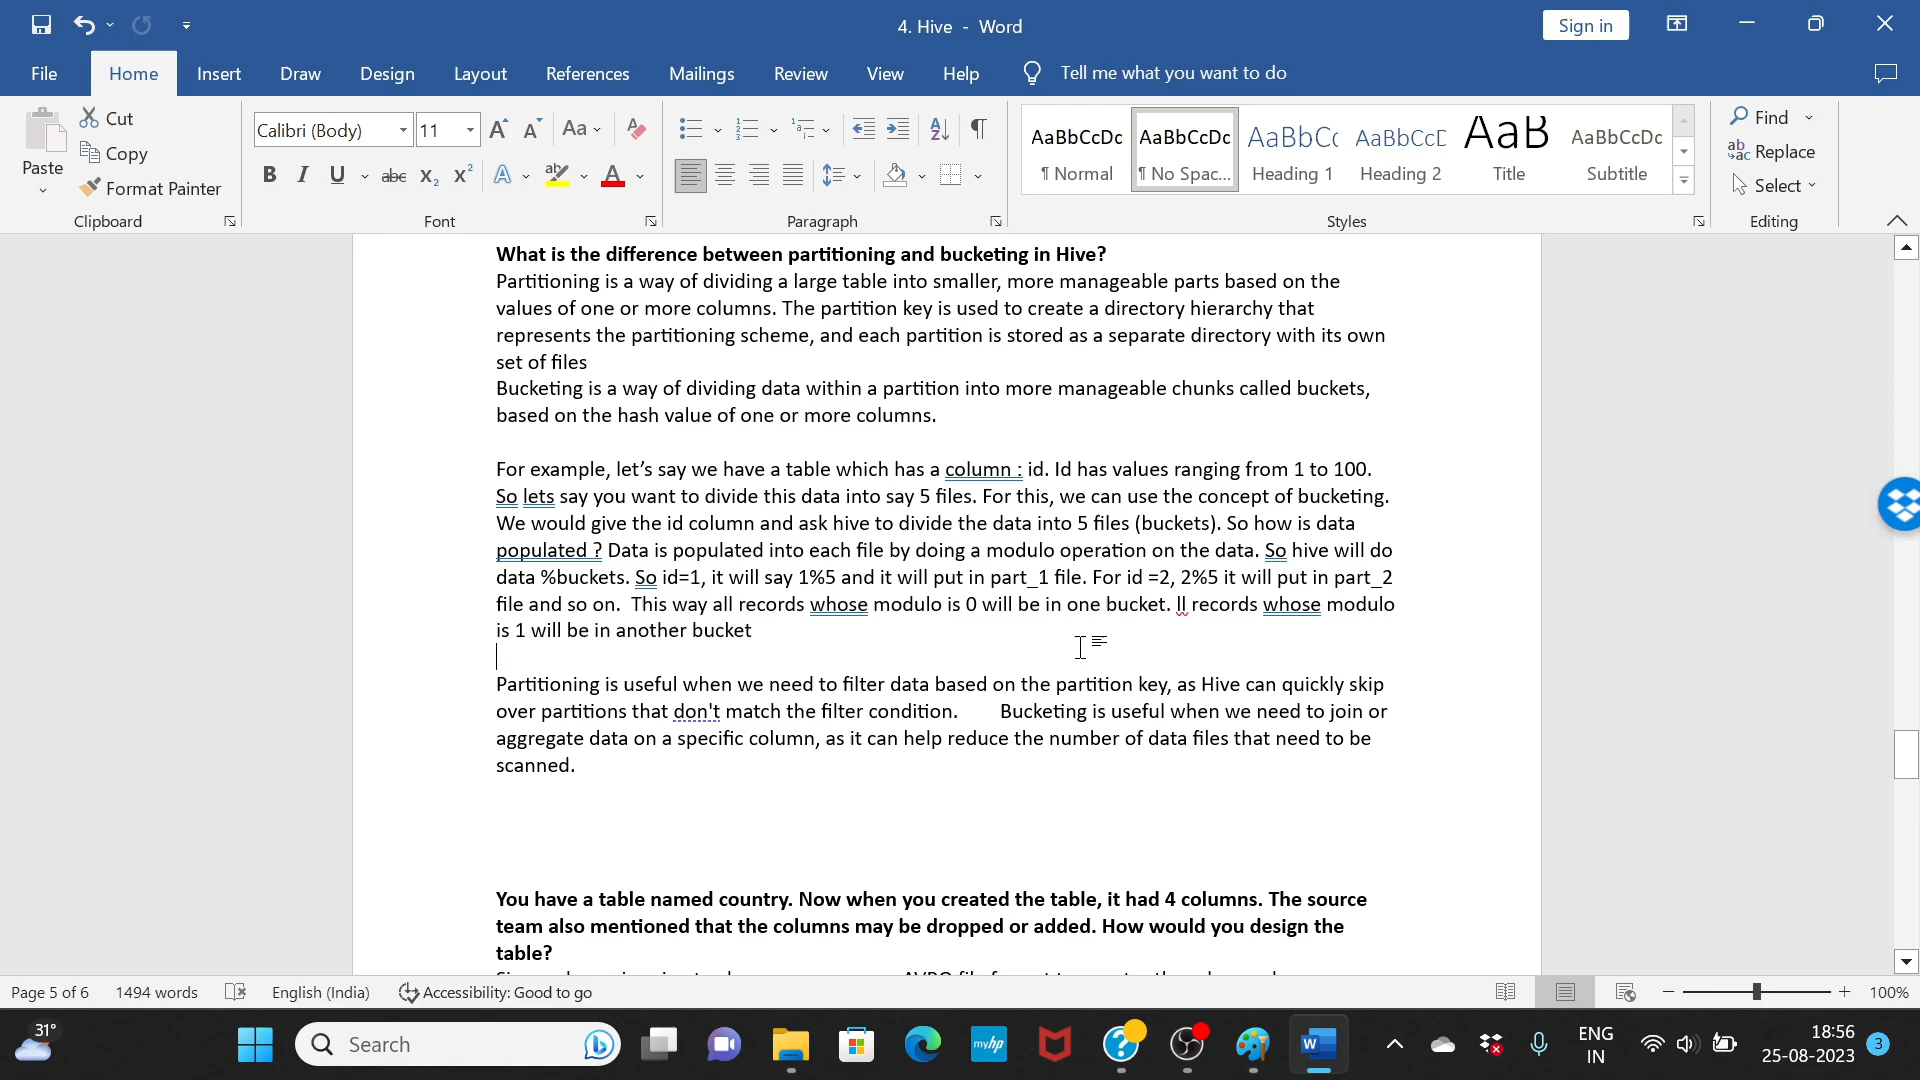 4. Hive - Word
Sign in
File Home Insert Draw Design Layout References Mailings Review View Help Tell me what you want to do
Paste
Cut
Copy
Format Painter
Clipboard
Calibri (Body) 11
Font
Paragraph
AaBbCcDc AaBbCcDc AaBbCc AaBbCcD AaB AaBbCcDc
¶ Normal ¶ No Spac... Heading 1 Heading 2 Title Subtitle
Styles
Find
Replace
Select
Editing
What is the difference between partitioning and bucketing in Hive?
Partitioning is a way of dividing a large table into smaller, more manageable parts based on the
values of one or more columns. The partition key is used to create a directory hierarchy that
represents the partitioning scheme, and each partition is stored as a separate directory with its own
set of files
Bucketing is a way of dividing data within a partition into more manageable chunks called buckets,
based on the hash value of one or more columns.
For example, let’s say we have a table which has a column : id. Id has values ranging from 1 to 100.
So lets say you want to divide this data into say 5 files. For this, we can use the concept of bucketing.
We would give the id column and ask hive to divide the data into 5 files (buckets). So how is data
populated ? Data is populated into each file by doing a modulo operation on the data. So hive will do
data %buckets. So id=1, it will say 1%5 and it will put in part_1 file. For id =2, 2%5 it will put in part_2
file and so on.  This way all records whose modulo is 0 will be in one bucket. ll records whose modulo
is 1 will be in another bucket
Partitioning is useful when we need to filter data based on the partition key, as Hive can quickly skip
over partitions that don't match the filter condition. Bucketing is useful when we need to join or
aggregate data on a specific column, as it can help reduce the number of data files that need to be
scanned.
You have a table named country. Now when you created the table, it had 4 columns. The source
team also mentioned that the columns may be dropped or added. How would you design the
table?
Page 5 of 6 1494 words English (India) Accessibility: Good to go 100%
31°
Search
myhp
ENG
IN
18:56
25-08-2023
3